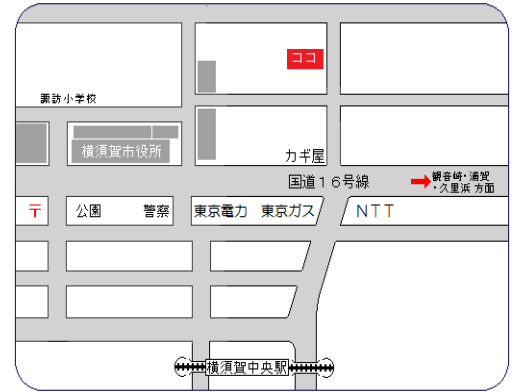 ココ
諏訪小学校
横須賀市役所
カギ屋
国道16号線
観音崎・浦賀
・久里浜 方面
〒
公園
警察
東京電力
東京ガス
NTT
横須賀中央駅